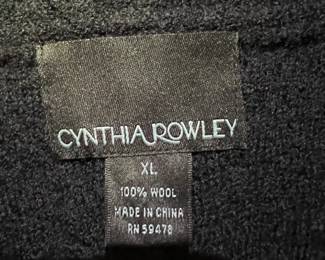 CYNTHIA ROWLEY
XL
100% WOOL
MADE IN CHINA
RN 59478